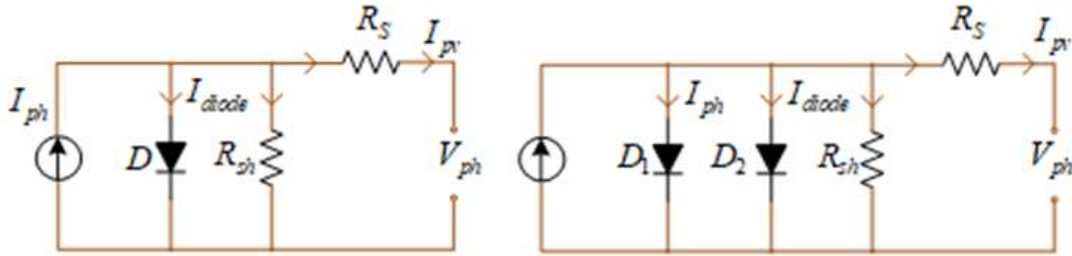 R_S
I_pv
I_ph
I_diode
D
R_sh
V_ph
R_S
I_pv
I_ph
I_diode
D_1
D_2
R_sh
V_ph